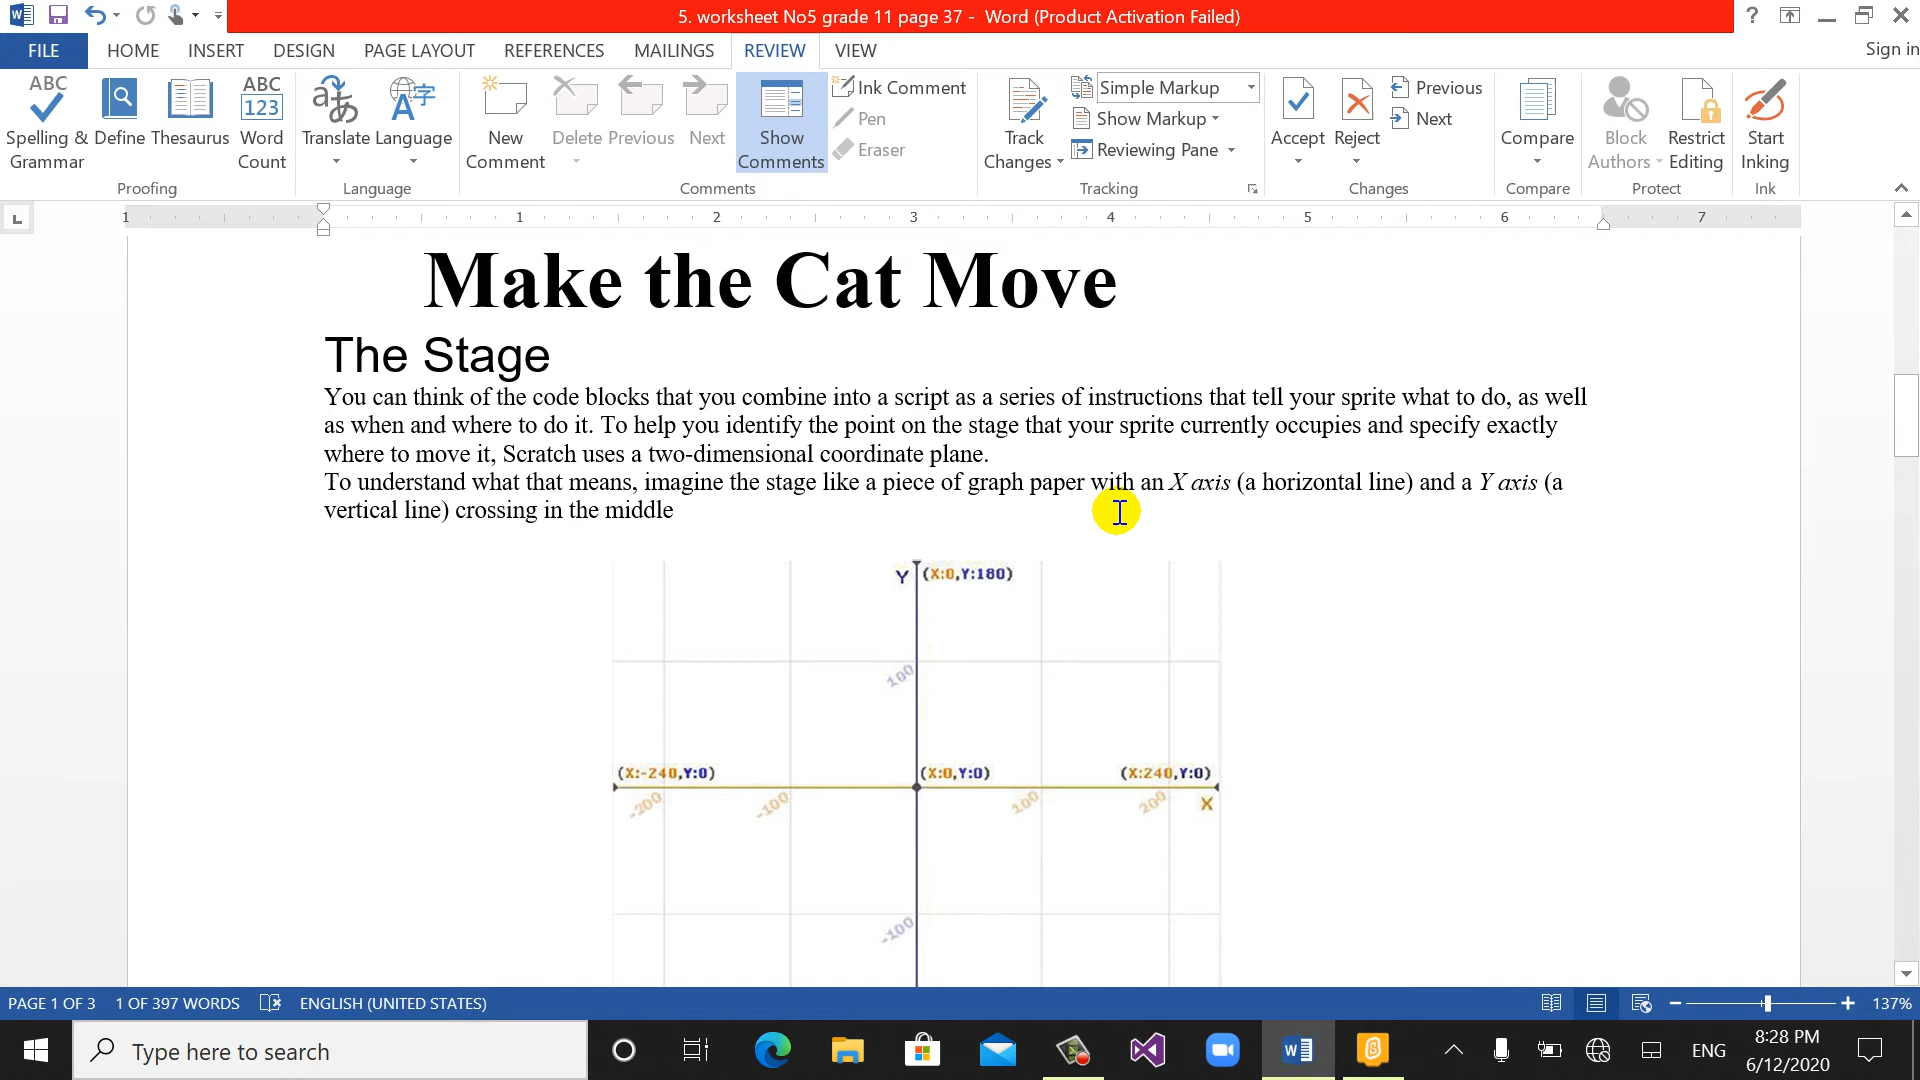 5. worksheet No5 grade 11 page 37 - Word (Product Activation Failed)
?
FILE HOME INSERT DESIGN PAGE LAYOUT REFERENCES MAILINGS REVIEW VIEW
Sign in
ABC
Spelling &
Grammar
Define
Thesaurus
ABC
123
Word
Count
Proofing
Translate
Language
Language
New
Comment
Delete
Previous
Next
Show
Comments
Ink Comment
Pen
Eraser
Comments
Track
Changes
Simple Markup
Show Markup
Reviewing Pane
Tracking
Accept
Reject
Previous
Next
Changes
Compare
Compare
Block
Authors
Restrict
Editing
Protect
Start
Inking
Ink
1 1 2 3 4 5 6 7
Make the Cat Move
The Stage
You can think of the code blocks that you combine into a script as a series of instructions that tell your sprite what to do, as well
as when and where to do it. To help you identify the point on the stage that your sprite currently occupies and specify exactly
where to move it, Scratch uses a two-dimensional coordinate plane.
To understand what that means, imagine the stage like a piece of graph paper with an X axis (a horizontal line) and a Y axis (a
vertical line) crossing in the middle
Y (X:0,Y:180)
100
(X:-240,Y:0) (X:0,Y:0) (X:240,Y:0)
-200 -100 100 200 X
-100
PAGE 1 OF 3 1 OF 397 WORDS ENGLISH (UNITED STATES) 137%
Type here to search
ENG
8:28 PM
6/12/2020